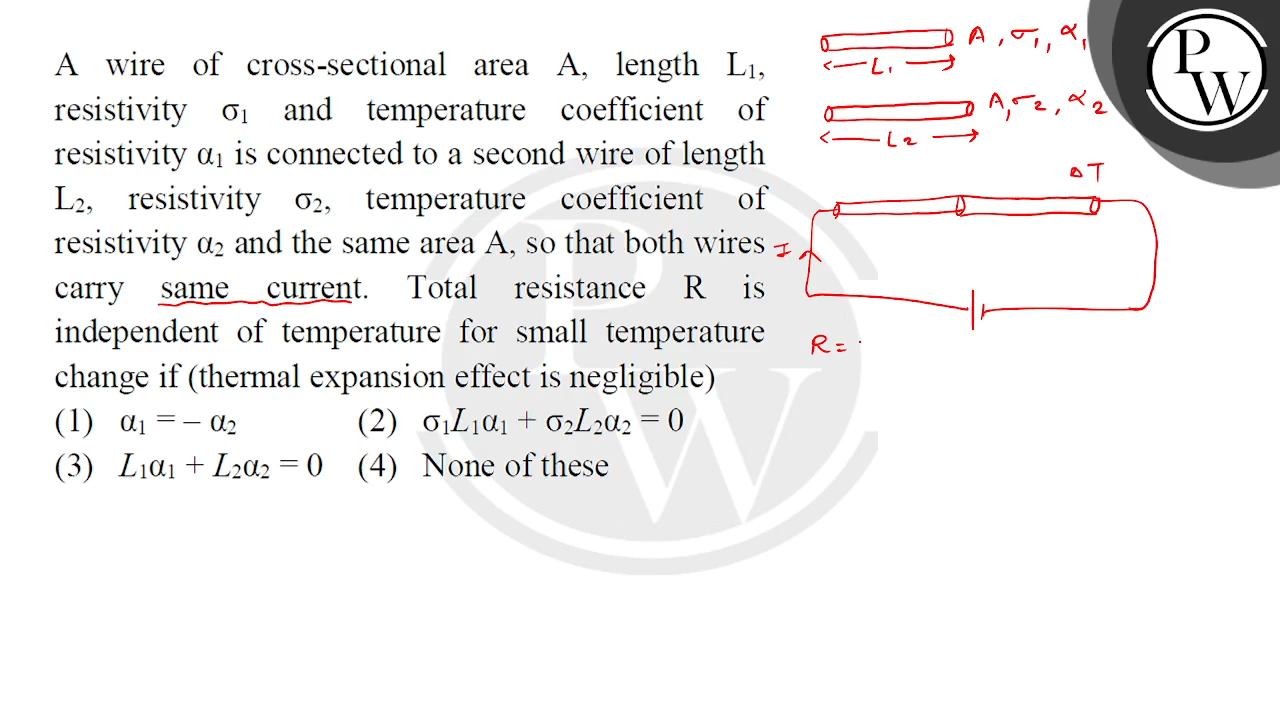 A wire of cross-sectional area A, length L₁,
resistivity σ₁ and temperature coefficient of
resistivity α₁ is connected to a second wire of length
L₂, resistivity σ₂, temperature coefficient of
resistivity α₂ and the same area A, so that both wires
carry same current. Total resistance R is
independent of temperature for small temperature
change if (thermal expansion effect is negligible)
(1) α₁ = – α₂ (2) σ₁L₁α₁ + σ₂L₂α₂ = 0
(3) L₁α₁ + L₂α₂ = 0 (4) None of these
A, σ₁, α₁
L₁
A, σ₂, α₂
L₂
ΔT
I
R =
P
W
P
W